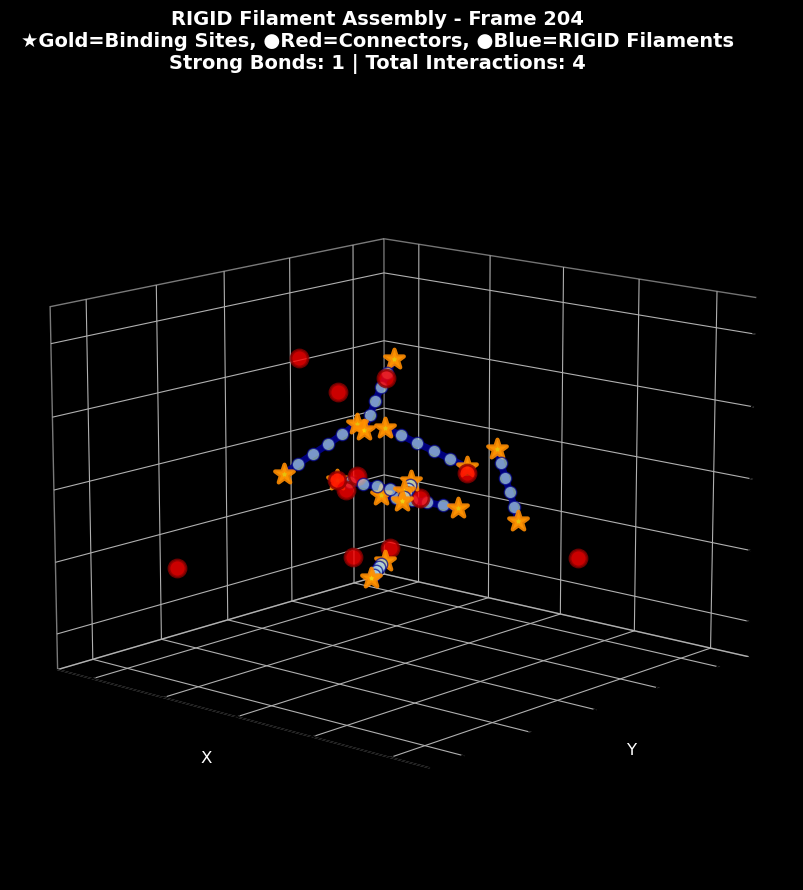 RIGID Filament Assembly - Frame 204
★Gold=Binding Sites, ●Red=Connectors, ●Blue=RIGID Filaments
Strong Bonds: 1 | Total Interactions: 4
X
Y